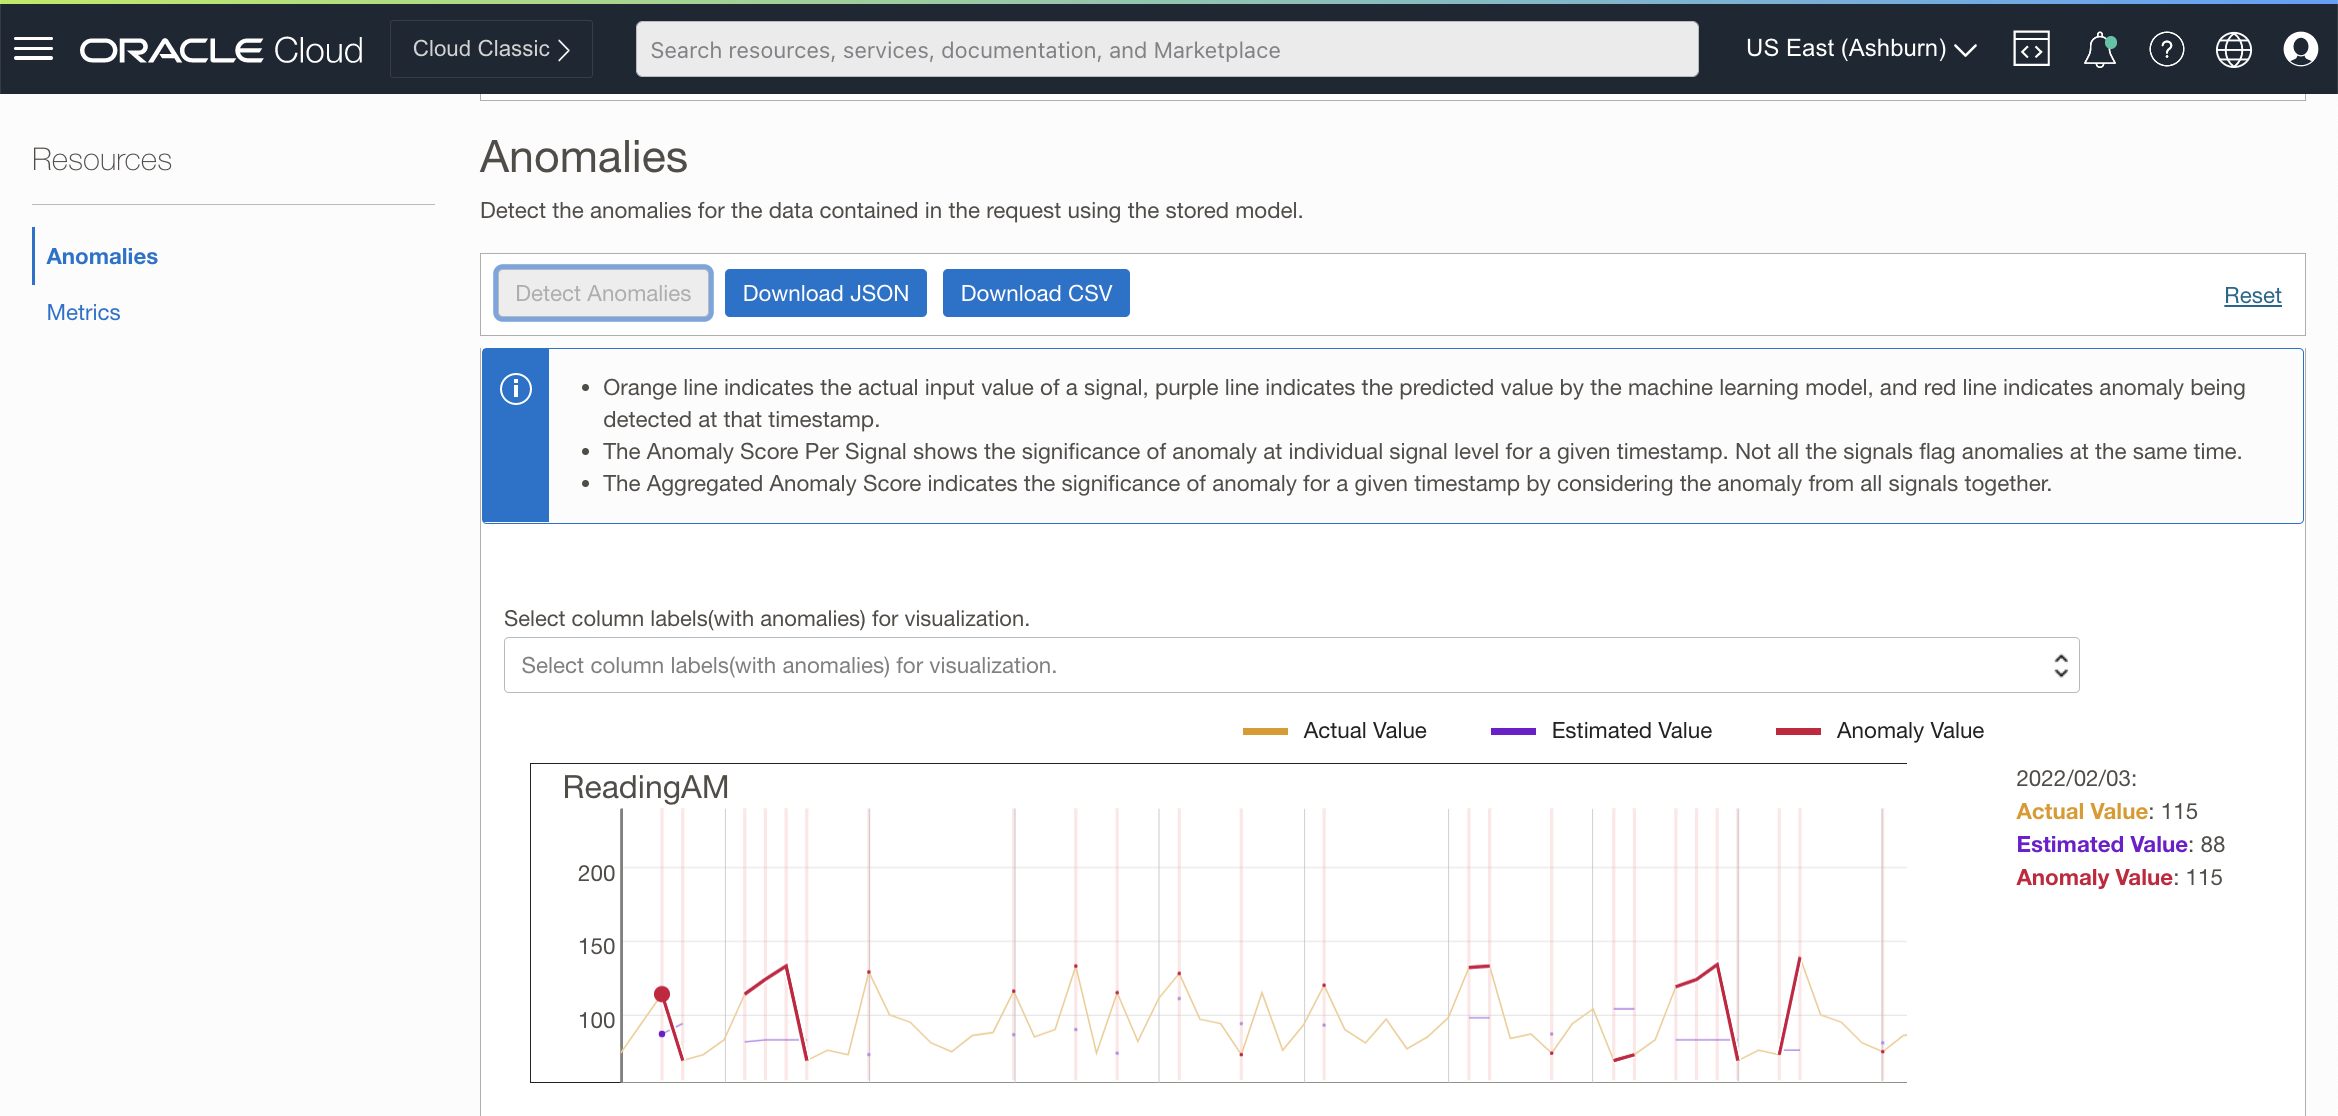 ORACLE Cloud
Cloud Classic
Search resources, services, documentation, and Marketplace
US East (Ashburn)
Resources
Anomalies
Metrics
Anomalies
Detect the anomalies for the data contained in the request using the stored model.
Detect Anomalies
Download JSON
Download CSV
Reset
Orange line indicates the actual input value of a signal, purple line indicates the predicted value by the machine learning model, and red line indicates anomaly being
detected at that timestamp.
The Anomaly Score Per Signal shows the significance of anomaly at individual signal level for a given timestamp. Not all the signals flag anomalies at the same time.
The Aggregated Anomaly Score indicates the significance of anomaly for a given timestamp by considering the anomaly from all signals together.
Select column labels(with anomalies) for visualization.
Select column labels(with anomalies) for visualization.
Actual Value
Estimated Value
Anomaly Value
ReadingAM
200
150
100
2022/02/03:
Actual Value: 115
Estimated Value: 88
Anomaly Value: 115